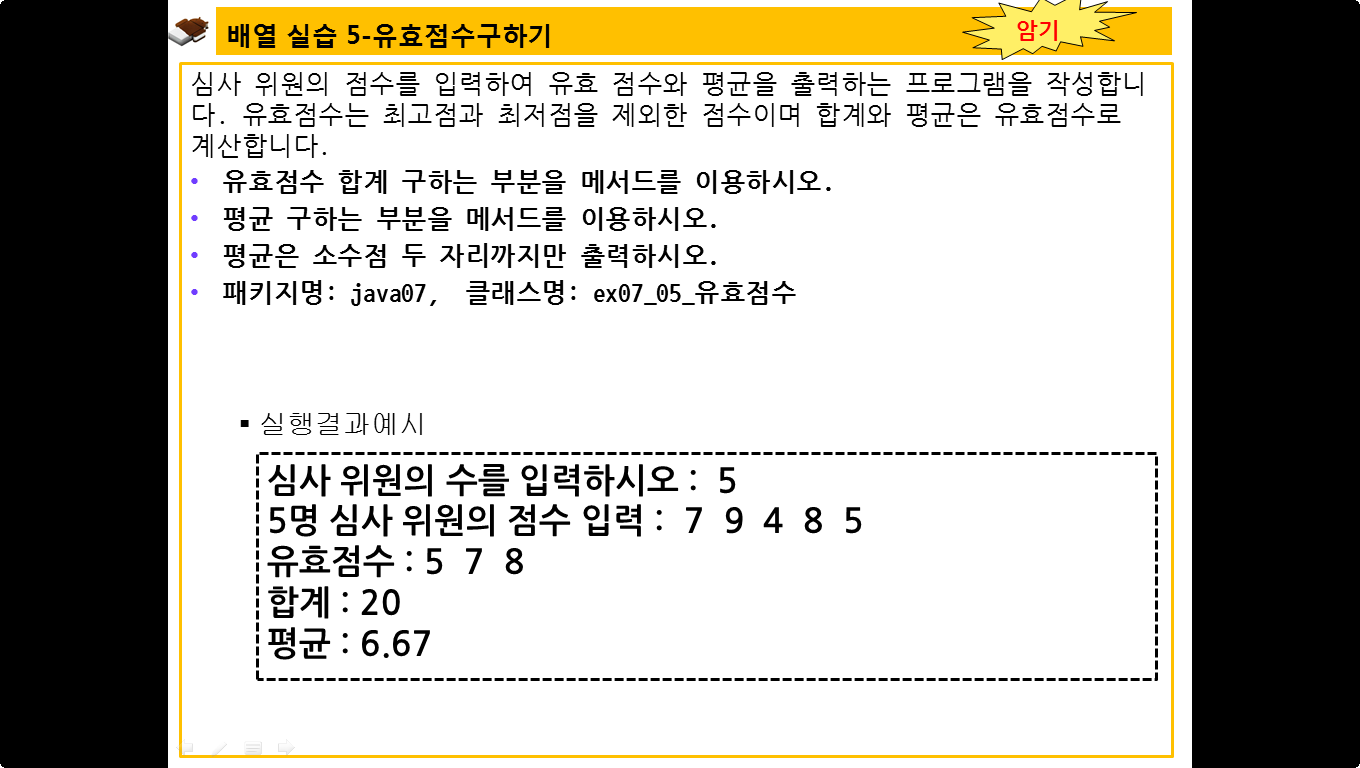 배열 실습 5-유효점수구하기
암기
심사 위원의 점수를 입력하여 유효 점수와 평균을 출력하는 프로그램을 작성합니
다. 유효점수는 최고점과 최저점을 제외한 점수이며 합계와 평균은 유효점수로
계산합니다.
• 유효점수 합계 구하는 부분을 메서드를 이용하시오.
• 평균 구하는 부분을 메서드를 이용하시오.
• 평균은 소수점 두 자리까지만 출력하시오.
• 패키지명: java07, 클래스명: ex07_05_유효점수
▪ 실행결과예시
심사 위원의 수를 입력하시오 : 5
5명 심사 위원의 점수 입력 : 7 9 4 8 5
유효점수 : 5 7 8
합계 : 20
평균 : 6.67